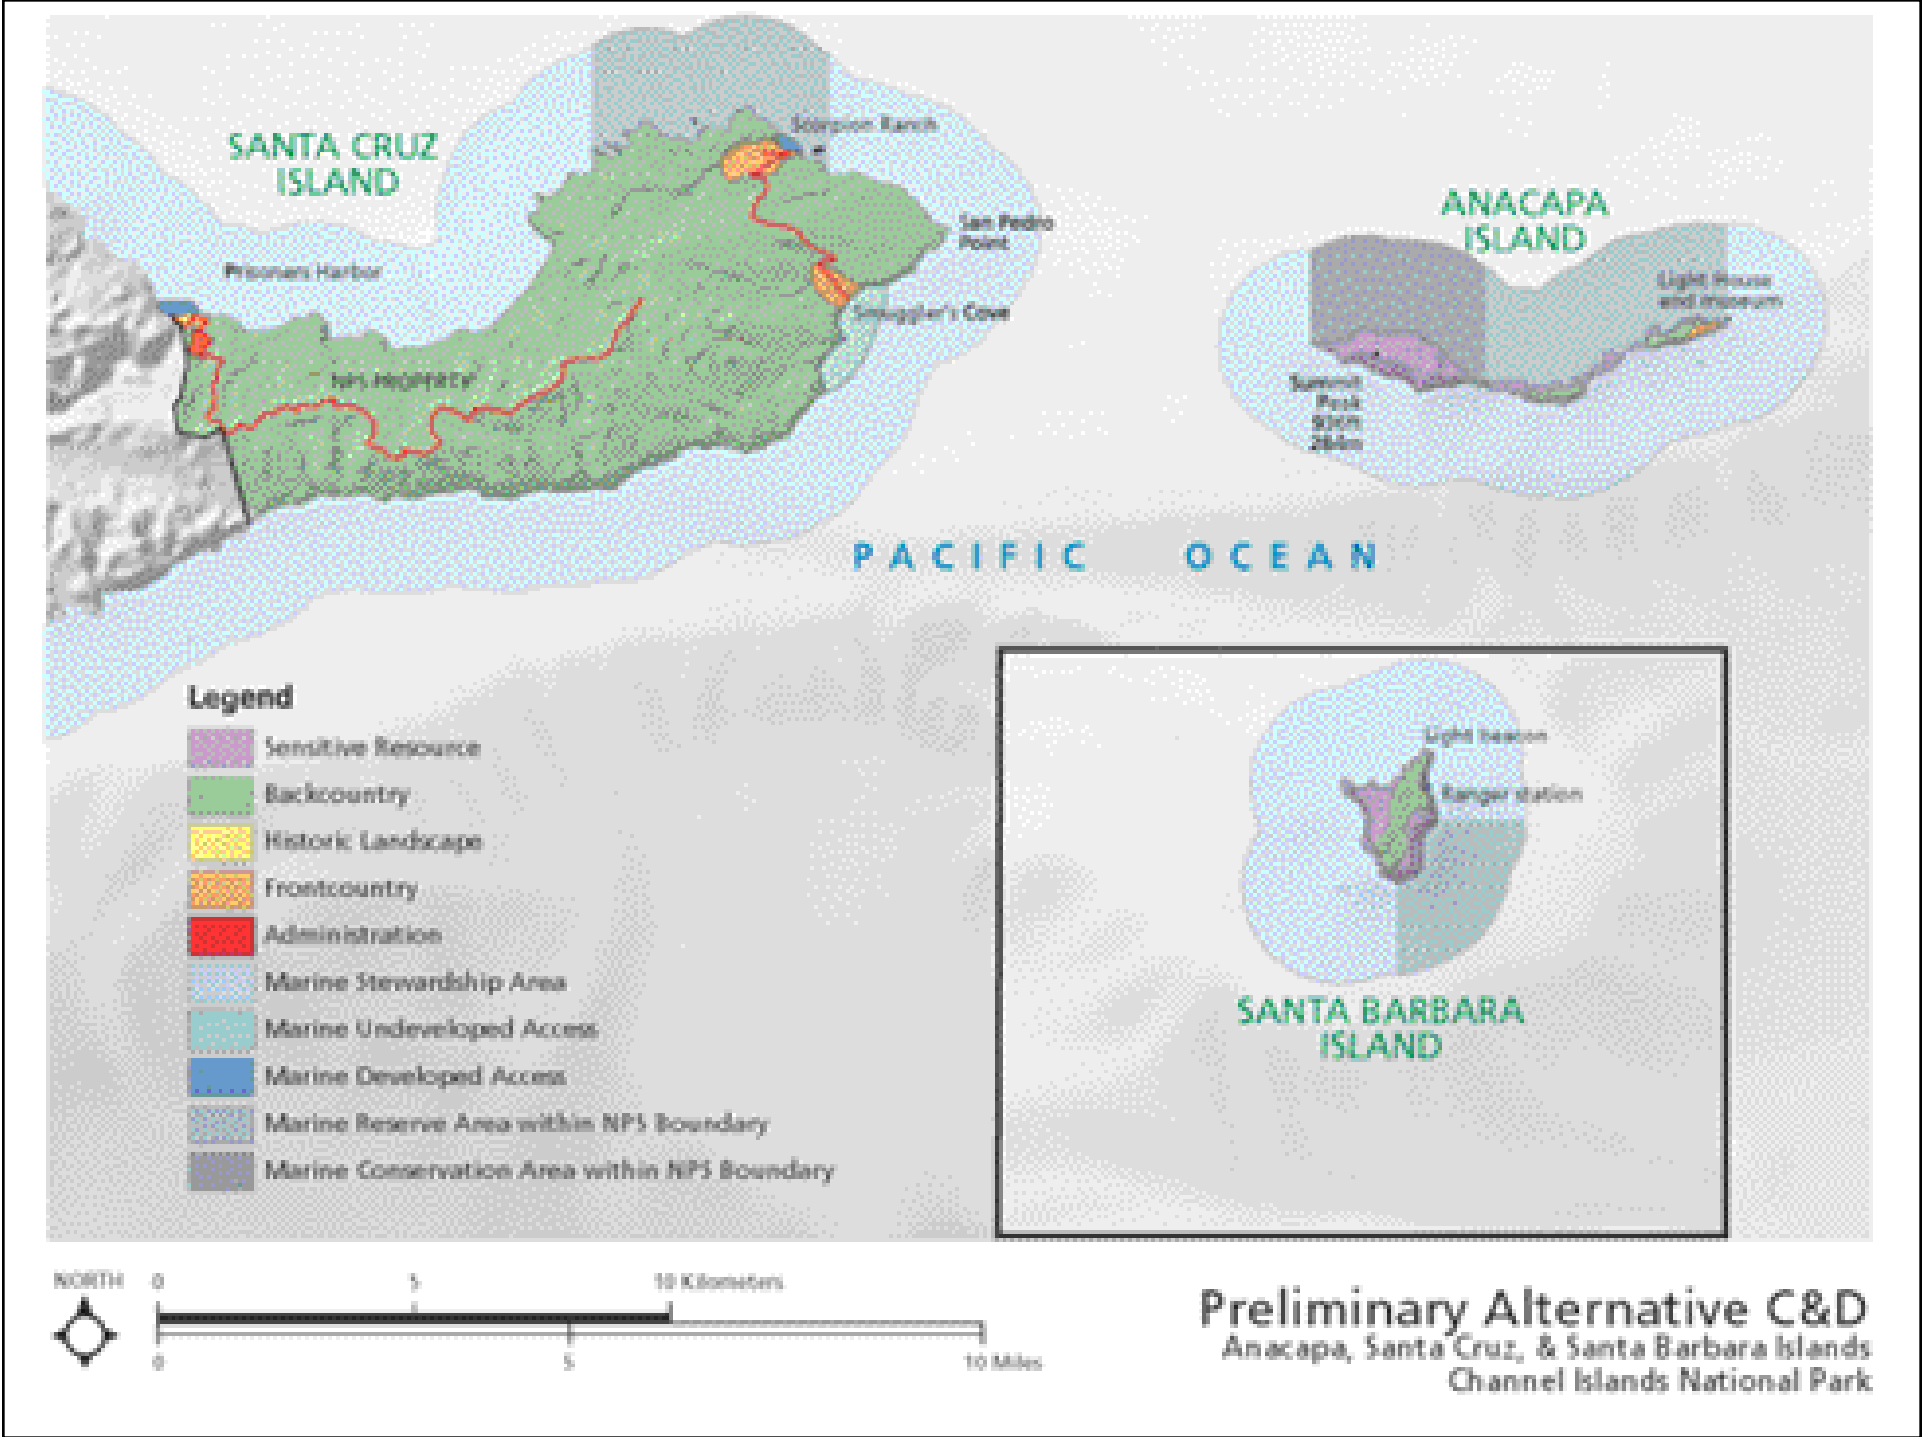 SANTA CRUZ
ISLAND
Scorpion Ranch
San Pedro
Point
Prisoners Harbor
Smuggler's Cove
NPS PROPERTY
ANACAPA
ISLAND
Light House
and museum
Summit
Peak
PACIFIC OCEAN
Legend
Sensitive Resource
Backcountry
Historic Landscape
Frontcountry
Administration
Marine Stewardship Area
Marine Undeveloped Access
Marine Developed Access
Marine Reserve Area within NPS Boundary
Marine Conservation Area within NPS Boundary
Light beacon
Ranger station
SANTA BARBARA
ISLAND
NORTH
0 5 10 Kilometers
0 5 10 Miles
Preliminary Alternative C&D
Anacapa, Santa Cruz, & Santa Barbara Islands
Channel Islands National Park